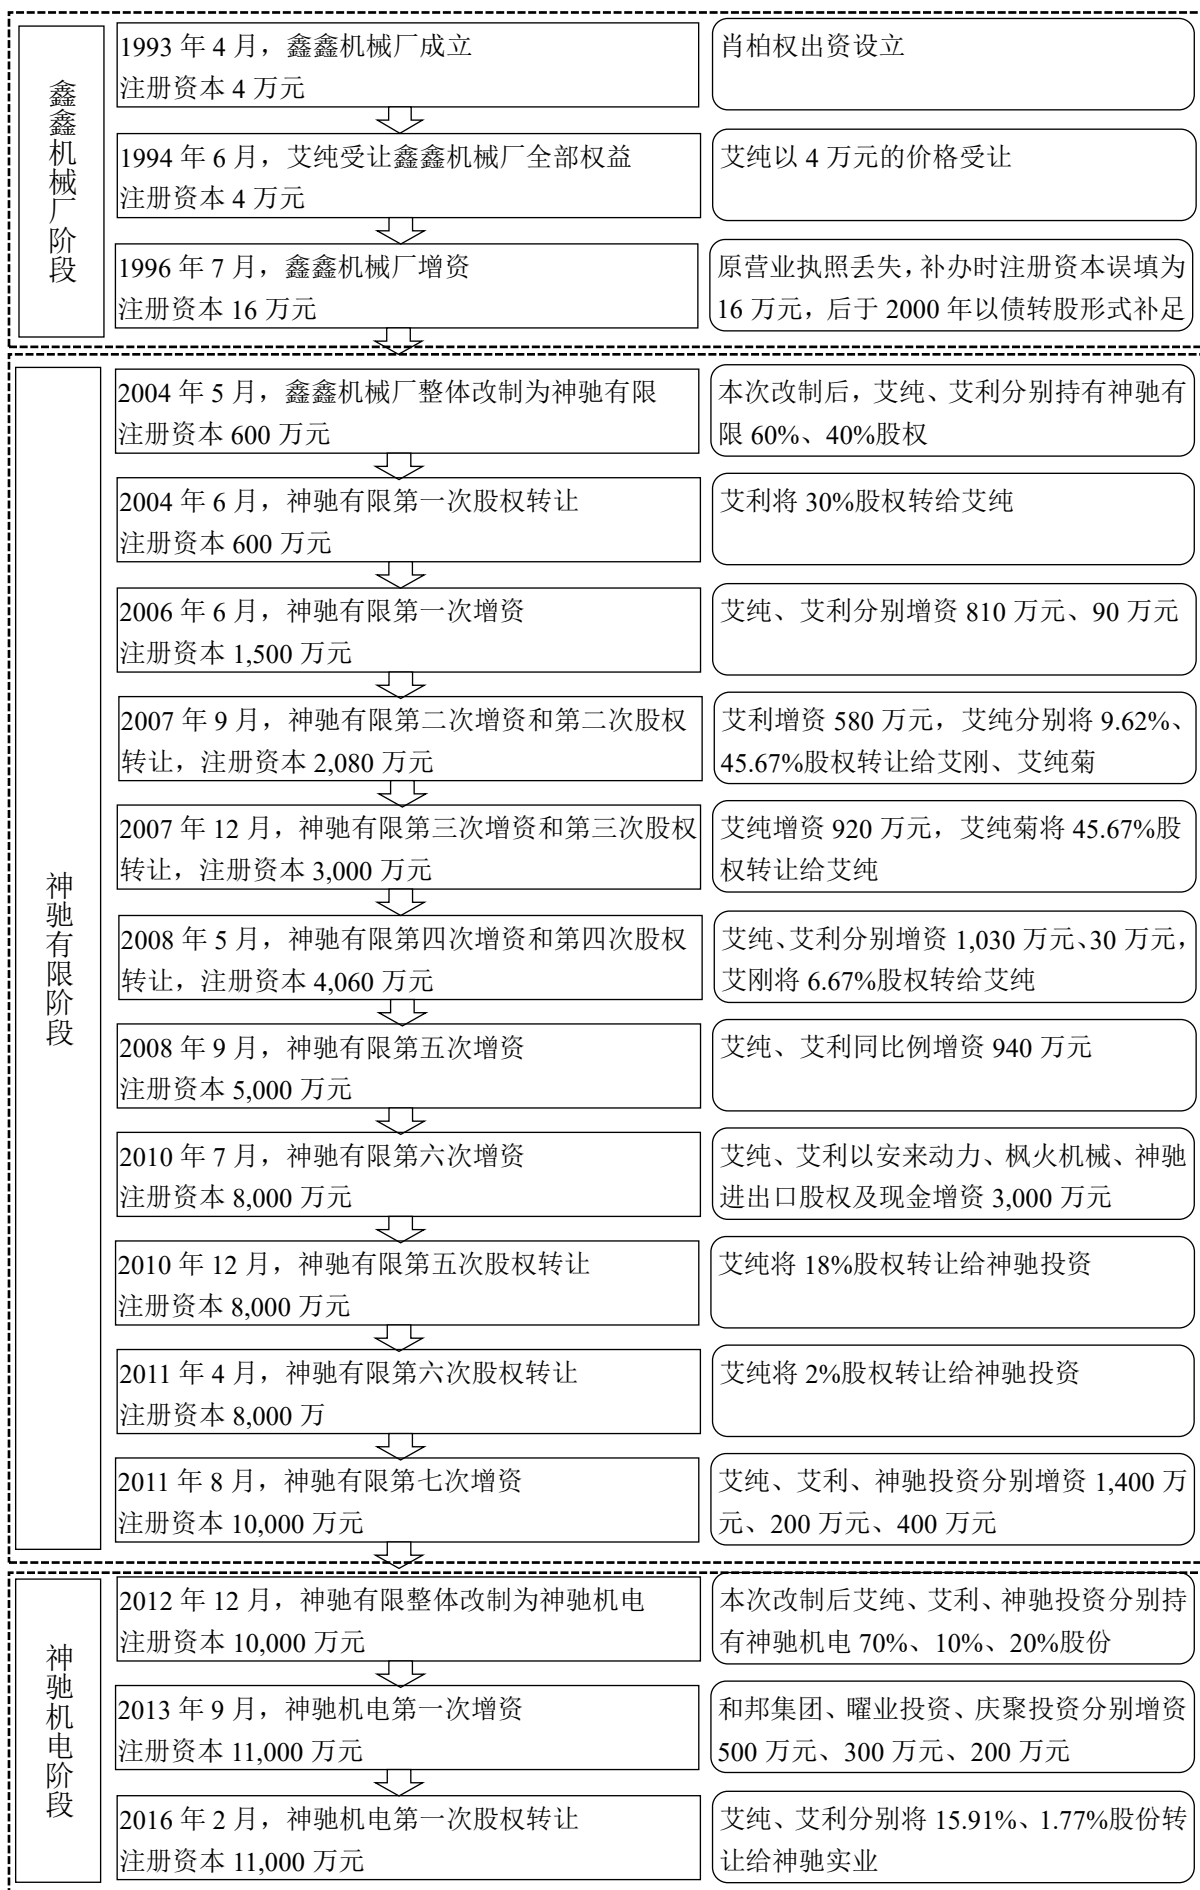 鑫鑫机械厂阶段
1993 年 4 月，鑫鑫机械厂成立
注册资本 4 万元
肖柏权出资设立
1994 年 6 月，艾纯受让鑫鑫机械厂全部权益
注册资本 4 万元
艾纯以 4 万元的价格受让
1996 年 7 月，鑫鑫机械厂增资
注册资本 16 万元
原营业执照丢失，补办时注册资本误填为
16 万元，后于 2000 年以债转股形式补足
神驰有限阶段
2004 年 5 月，鑫鑫机械厂整体改制为神驰有限
注册资本 600 万元
本次改制后，艾纯、艾利分别持有神驰有
限 60%、40%股权
2004 年 6 月，神驰有限第一次股权转让
注册资本 600 万元
艾利将 30%股权转给艾纯
2006 年 6 月，神驰有限第一次增资
注册资本 1,500 万元
艾纯、艾利分别增资 810 万元、90 万元
2007 年 9 月，神驰有限第二次增资和第二次股权
转让，注册资本 2,080 万元
艾利增资 580 万元，艾纯分别将 9.62%、
45.67%股权转让给艾刚、艾纯菊
2007 年 12 月，神驰有限第三次增资和第三次股权
转让，注册资本 3,000 万元
艾纯增资 920 万元，艾纯菊将 45.67%股
权转让给艾纯
2008 年 5 月，神驰有限第四次增资和第四次股权
转让，注册资本 4,060 万元
艾纯、艾利分别增资 1,030 万元、30 万元，
艾刚将 6.67%股权转给艾纯
2008 年 9 月，神驰有限第五次增资
注册资本 5,000 万元
艾纯、艾利同比例增资 940 万元
2010 年 7 月，神驰有限第六次增资
注册资本 8,000 万元
艾纯、艾利以安来动力、枫火机械、神驰
进出口股权及现金增资 3,000 万元
2010 年 12 月，神驰有限第五次股权转让
注册资本 8,000 万元
艾纯将 18%股权转让给神驰投资
2011 年 4 月，神驰有限第六次股权转让
注册资本 8,000 万
艾纯将 2%股权转让给神驰投资
2011 年 8 月，神驰有限第七次增资
注册资本 10,000 万元
艾纯、艾利、神驰投资分别增资 1,400 万
元、200 万元、400 万元
神驰机电阶段
2012 年 12 月，神驰有限整体改制为神驰机电
注册资本 10,000 万元
本次改制后艾纯、艾利、神驰投资分别持
有神驰机电 70%、10%、20%股份
2013 年 9 月，神驰机电第一次增资
注册资本 11,000 万元
和邦集团、曜业投资、庆聚投资分别增资
500 万元、300 万元、200 万元
2016 年 2 月，神驰机电第一次股权转让
注册资本 11,000 万元
艾纯、艾利分别将 15.91%、1.77%股份转
让给神驰实业